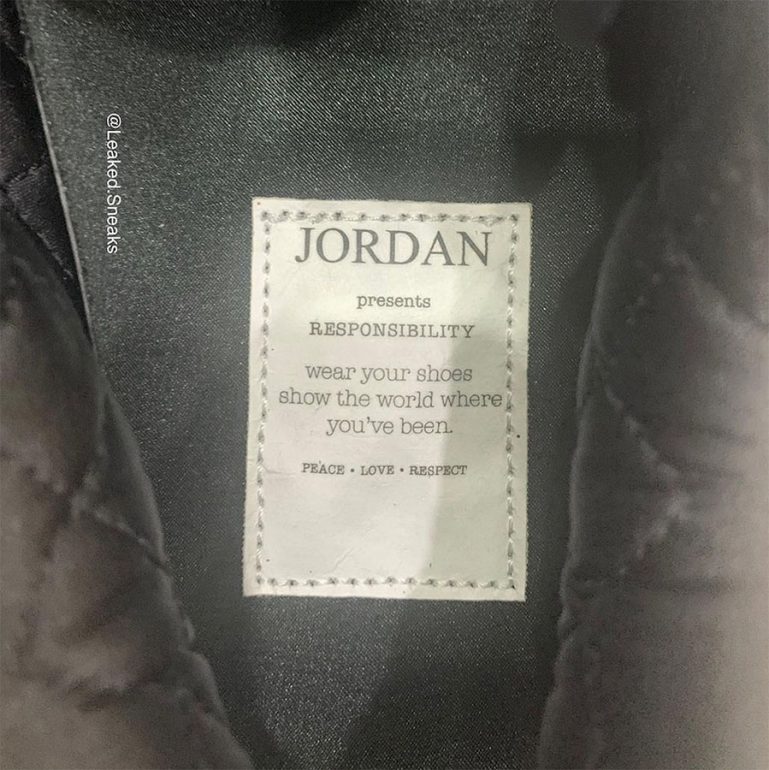 @Leaked.Sneaks
JORDAN
presents
RESPONSIBILITY
wear your shoes
show the world where
you've been.
PEACE • LOVE • RESPECT